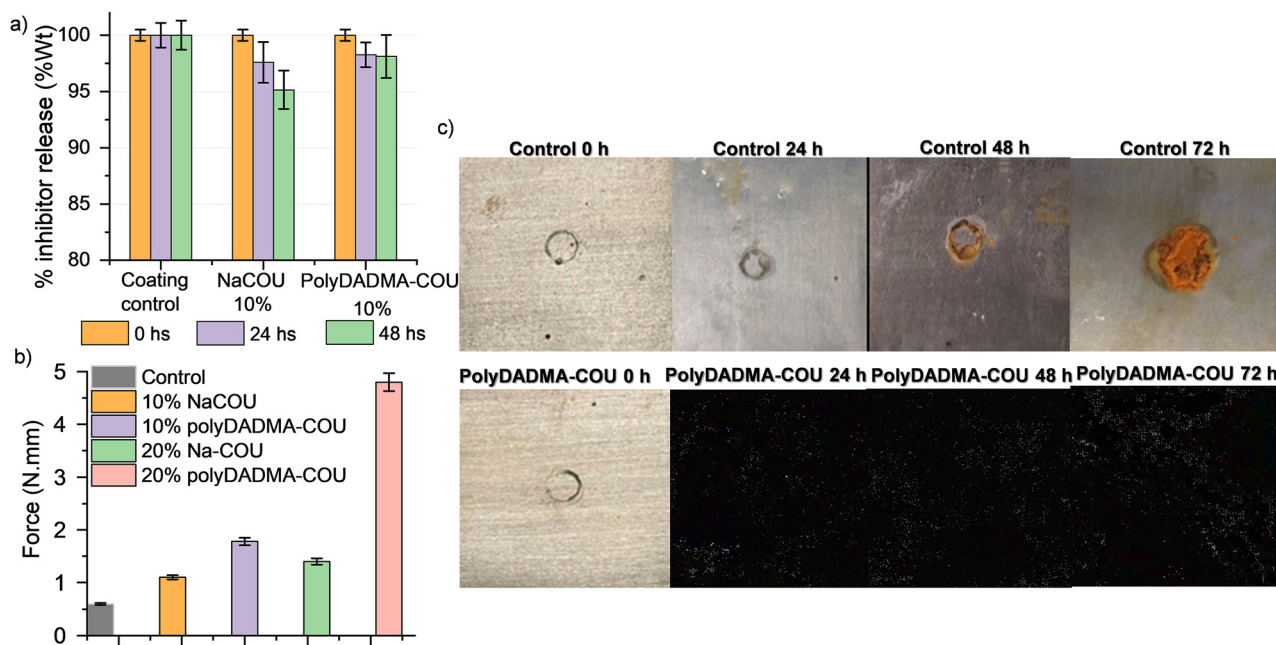 a)
% inhibitor release (%Wt)
100
95
90
85
80
Coating
control
NaCOU
10%
PolyDADMA-COU
10%
0 hs
24 hs
48 hs
b)
Force (N.mm)
5
4
3
2
1
0
Control
10% NaCOU
10% polyDADMA-COU
20% Na-COU
20% polyDADMA-COU
c)
Control 0 h
Control 24 h
Control 48 h
Control 72 h
PolyDADMA-COU 0 h
PolyDADMA-COU 24 h
PolyDADMA-COU 48 h
PolyDADMA-COU 72 h